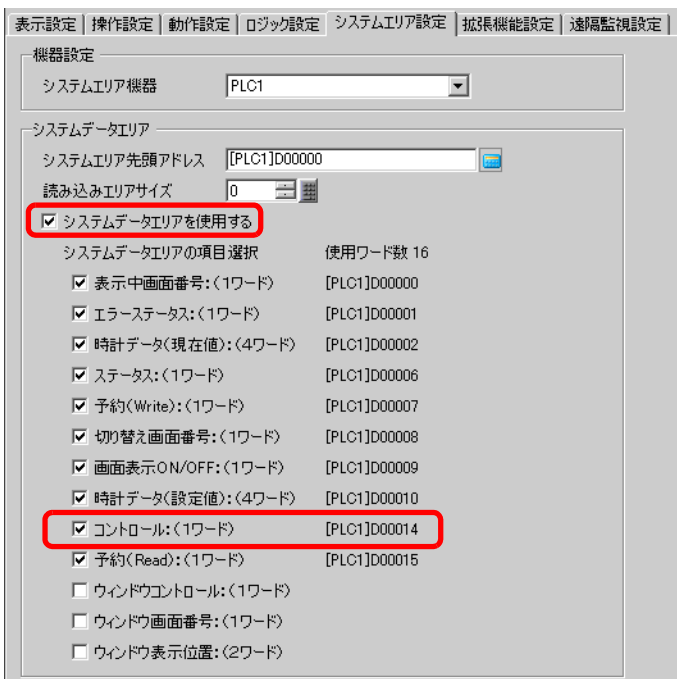 表示設定 操作設定 動作設定 ロジック設定 システムエリア設定 拡張機能設定 遠隔監視設定
機器設定
システムエリア機器 PLC1
システムデータエリア
システムエリア先頭アドレス [PLC1]D00000
読み込みエリアサイズ 0
システムデータエリアを使用する
システムデータエリアの項目選択 使用ワード数 16
表示中画面番号:(1ワード) [PLC1]D00000
エラーステータス:(1ワード) [PLC1]D00001
時計データ(現在値):(4ワード) [PLC1]D00002
ステータス:(1ワード) [PLC1]D00006
予約(Write):(1ワード) [PLC1]D00007
切り替え画面番号:(1ワード) [PLC1]D00008
画面表示ON/OFF:(1ワード) [PLC1]D00009
時計データ(設定値):(4ワード) [PLC1]D00010
コントロール:(1ワード) [PLC1]D00014
予約(Read):(1ワード) [PLC1]D00015
ウィンドウコントロール:(1ワード)
ウィンドウ画面番号:(1ワード)
ウィンドウ表示位置:(2ワード)